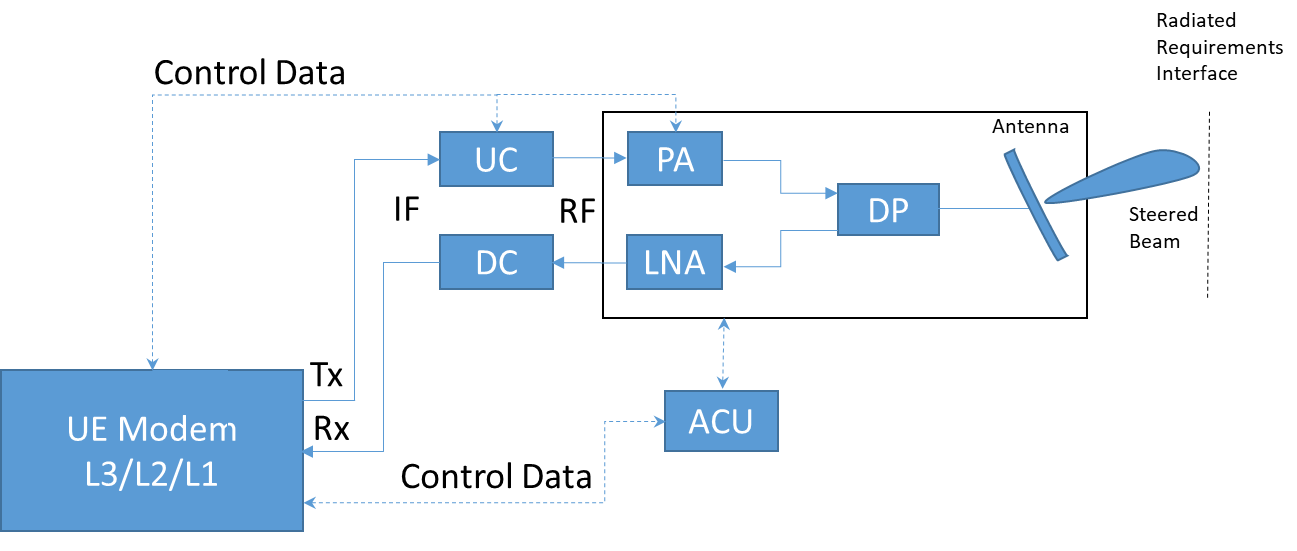 Radiated
Requirements
Interface
Control Data
Antenna
UC
PA
DP
IF
RF
Steered
Beam
DC
LNA
Tx
UE Modem
L3/L2/L1
Rx
ACU
Control Data